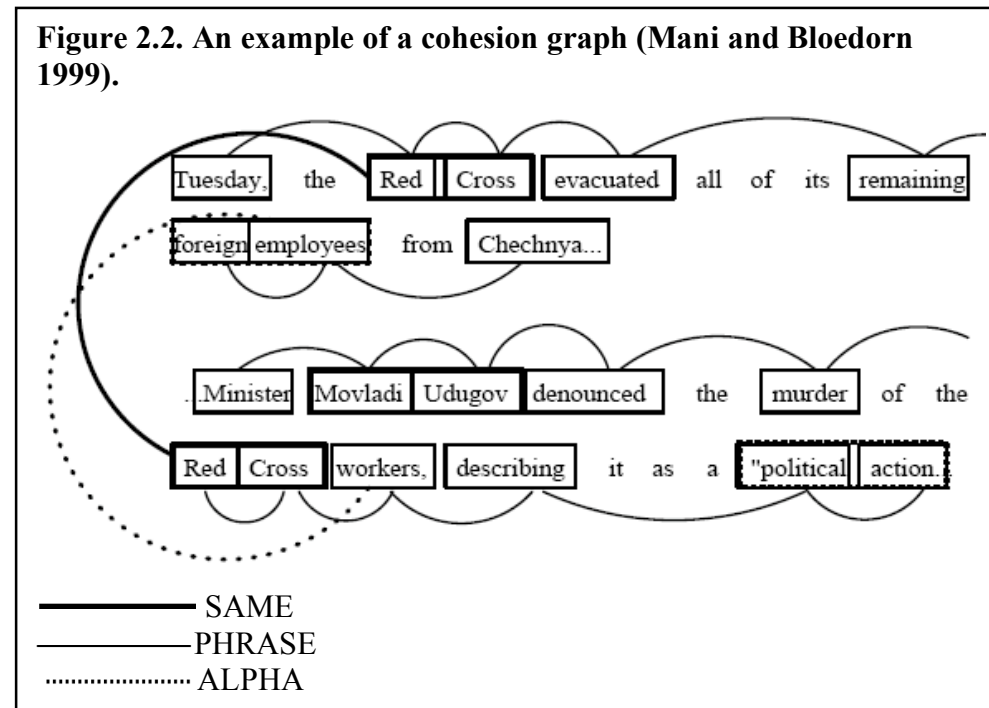 Figure 2.2. An example of a cohesion graph (Mani and Bloedorn
1999).
Tuesday, the Red Cross evacuated all of its remaining
foreign employees from Chechnya...
...Minister Movladi Udugov denounced the murder of the
Red Cross workers, describing it as a "political action...
SAME
PHRASE
ALPHA